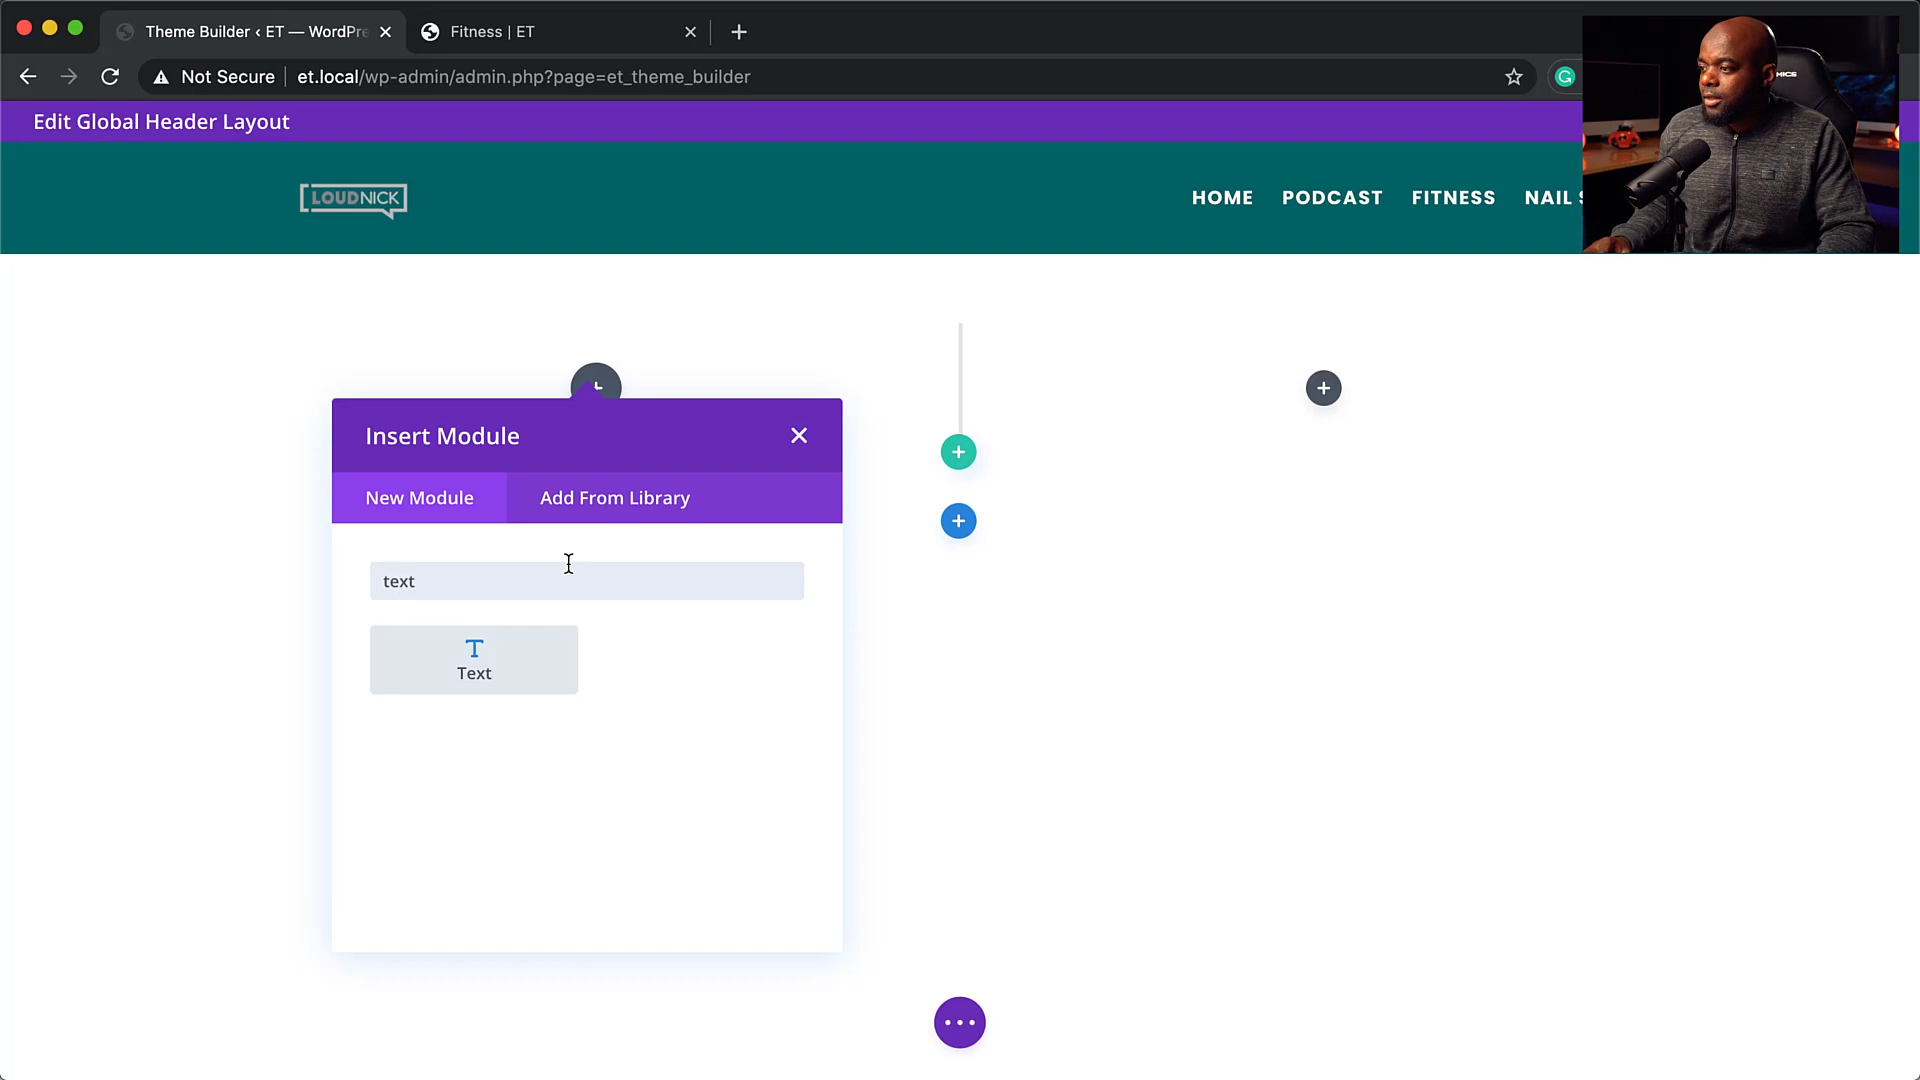 Theme Builder ‹ ET — WordPre
Fitness | ET
Not Secure
et.local/wp-admin/admin.php?page=et_theme_builder
G
MICS
Edit Global Header Layout
LOUDNICK
HOME
PODCAST
FITNESS
NAIL S
Insert Module
New Module
Add From Library
text
T
Text